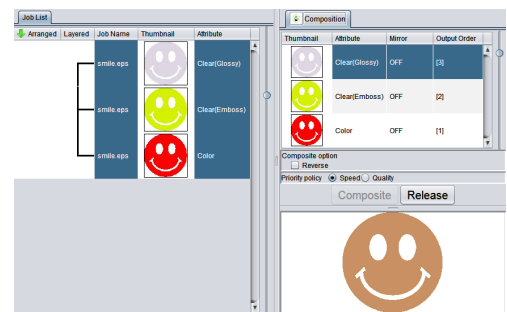 Job List
Arranged Layered Job Name Thumbnail Attribute
smile.eps Clear(Glossy)
smile.eps Clear(Emboss)
smile.eps Color
Composition
Thumbnail Attribute Mirror Output Order
Clear(Glossy) OFF [3]
Clear(Emboss) OFF [2]
Color OFF [1]
Composite option
Reverse
Priority policy Speed Quality
Composite Release